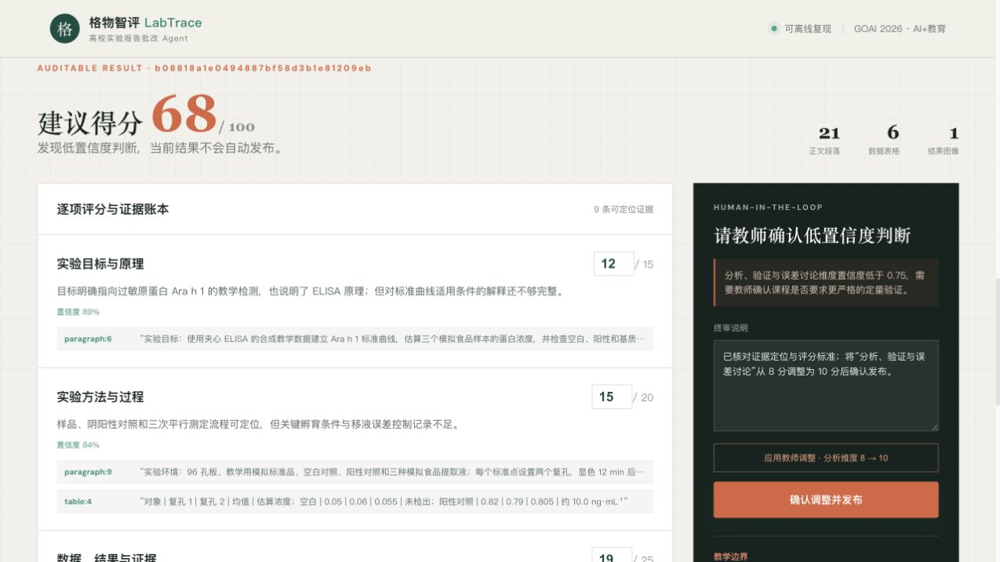 格
格物智评 LabTrace
高校实验报告批改 Agent
可离线复现
GOAI 2026 · AI+教育
AUDITABLE RESULT · b08818a1e0494887bf58d3b1e81209eb
建议得分 68 / 100
发现低置信度判断，当前结果不会自动发布。
21
正文段落
6
数据表格
1
结果图像
逐项评分与证据账本
9 条可定位证据
实验目标与原理
12 / 15
目标明确指向过敏原蛋白 Ara h 1 的教学检测，也说明了 ELISA 原理；但对标准曲线适用条件的解释还不够完整。
置信度 89%
paragraph:6 “实验目标：使用夹心 ELISA 的合成教学数据建立 Ara h 1 标准曲线，估算三个模拟食品样本的蛋白浓度，并检查空白、阳性和基质…
实验方法与过程
15 / 20
样品、阴阳性对照和三次平行测定流程可定位，但关键孵育条件与移液误差控制记录不足。
置信度 84%
paragraph:9 “实验环境：96 孔板、教学用模拟标准品、空白对照、阳性对照和三种模拟食品提取液；每个标准点设置两个复孔，显色 12 min 后…
table:4 “对象 | 复孔 1 | 复孔 2 | 均值 | 估算浓度；空白 | 0.05 | 0.06 | 0.055 | 未检出；阳性对照 | 0.82 | 0.79 | 0.805 | 约 10.0 ng·mL⁻¹”
数据、结果与证据
19 / 25
HUMAN-IN-THE-LOOP
请教师确认低置信度判断
分析、验证与误差讨论维度置信度低于 0.75，需
要教师确认课程是否要求更严格的定量验证。
终审说明
已核对证据定位与评分标准；将“分析、验证与误
差讨论”从 8 分调整为 10 分后确认发布。
应用教师调整 · 分析维度 8 → 10
确认调整并发布
教学边界